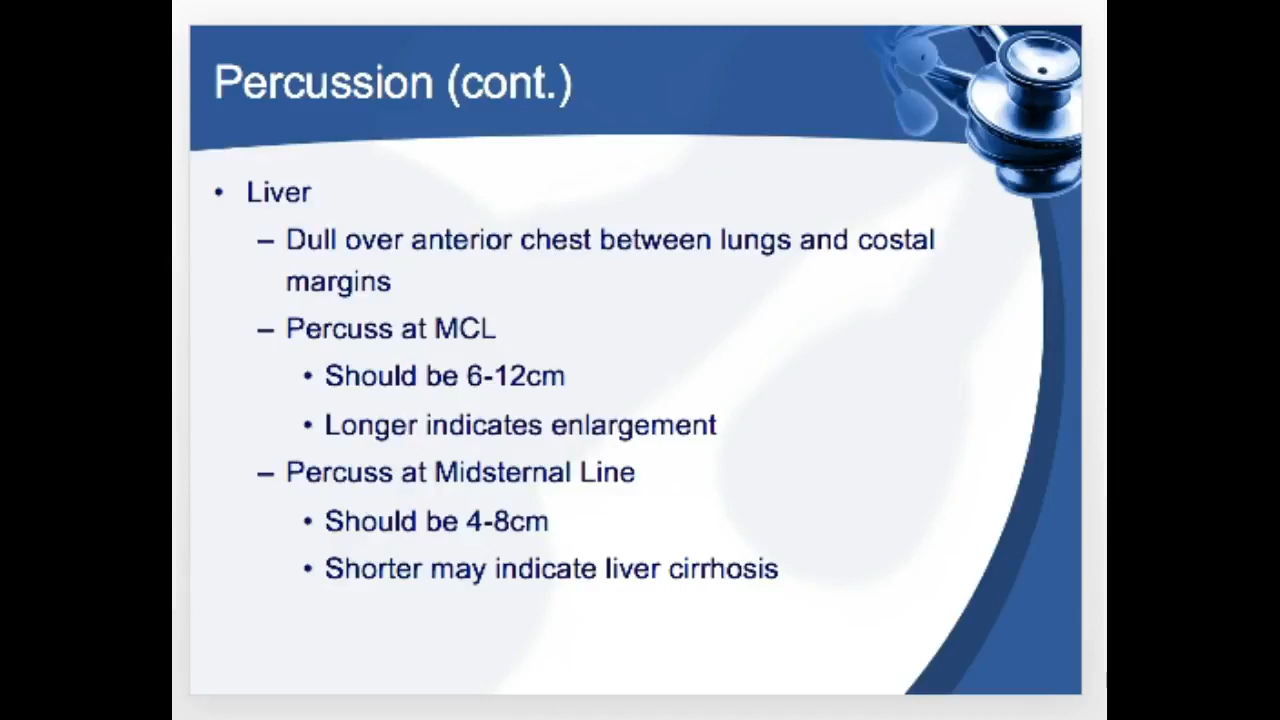 Percussion (cont.)
• Liver
– Dull over anterior chest between lungs and costal
margins
– Percuss at MCL
• Should be 6-12cm
• Longer indicates enlargement
– Percuss at Midsternal Line
• Should be 4-8cm
• Shorter may indicate liver cirrhosis